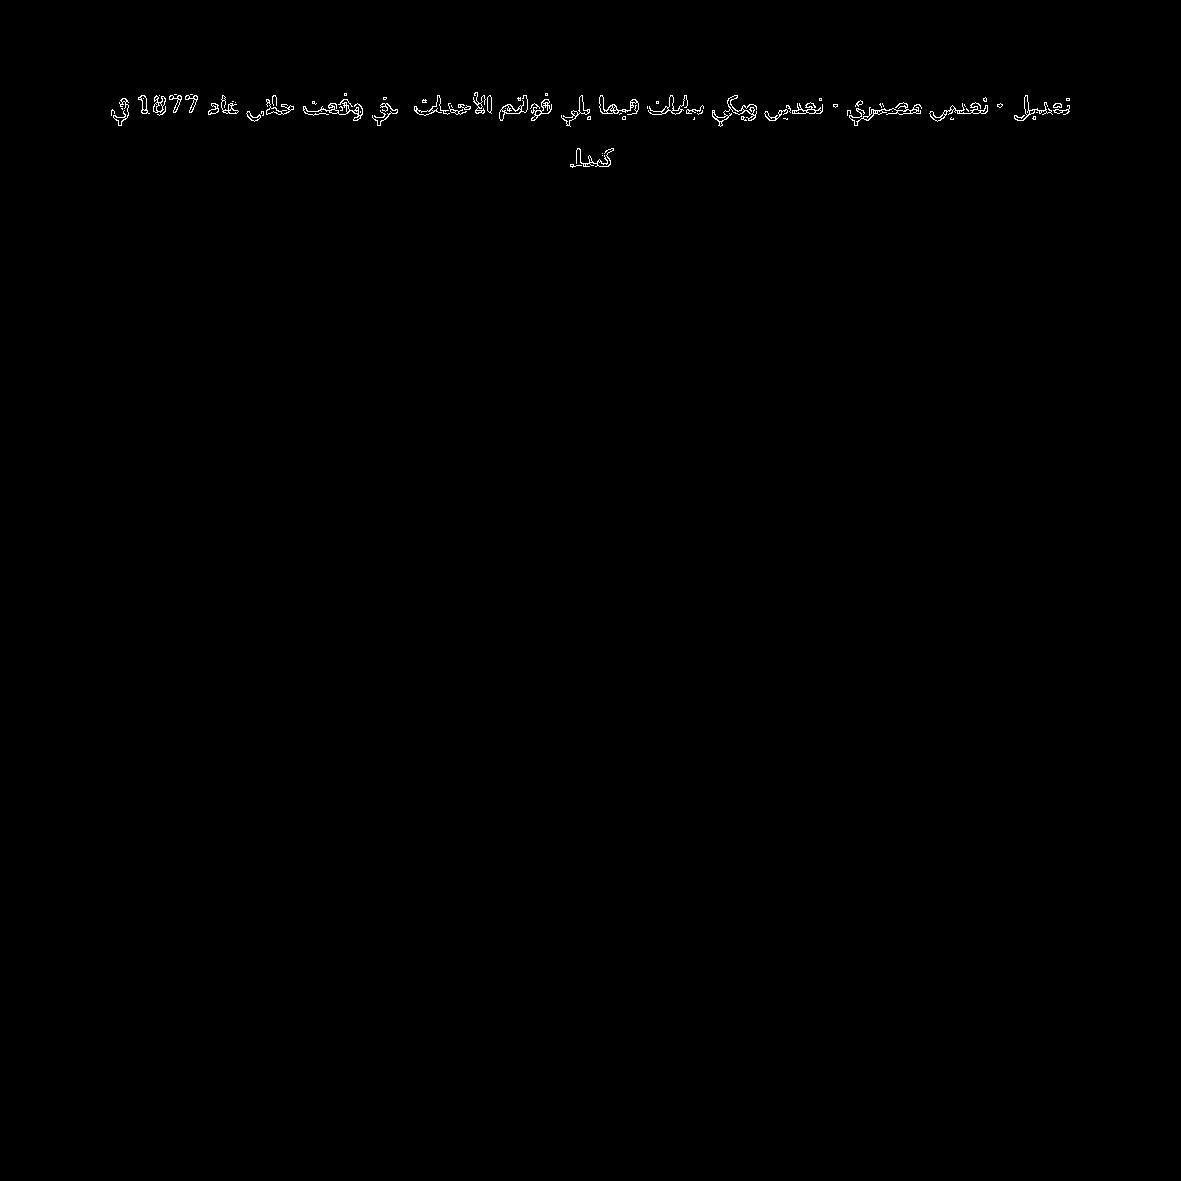 تعديل - تعديل مصدري - تعديل ويكي بيانات فيما يلي قوائم الأحداث التي وقعت خلال عام 1877 في
كندا.